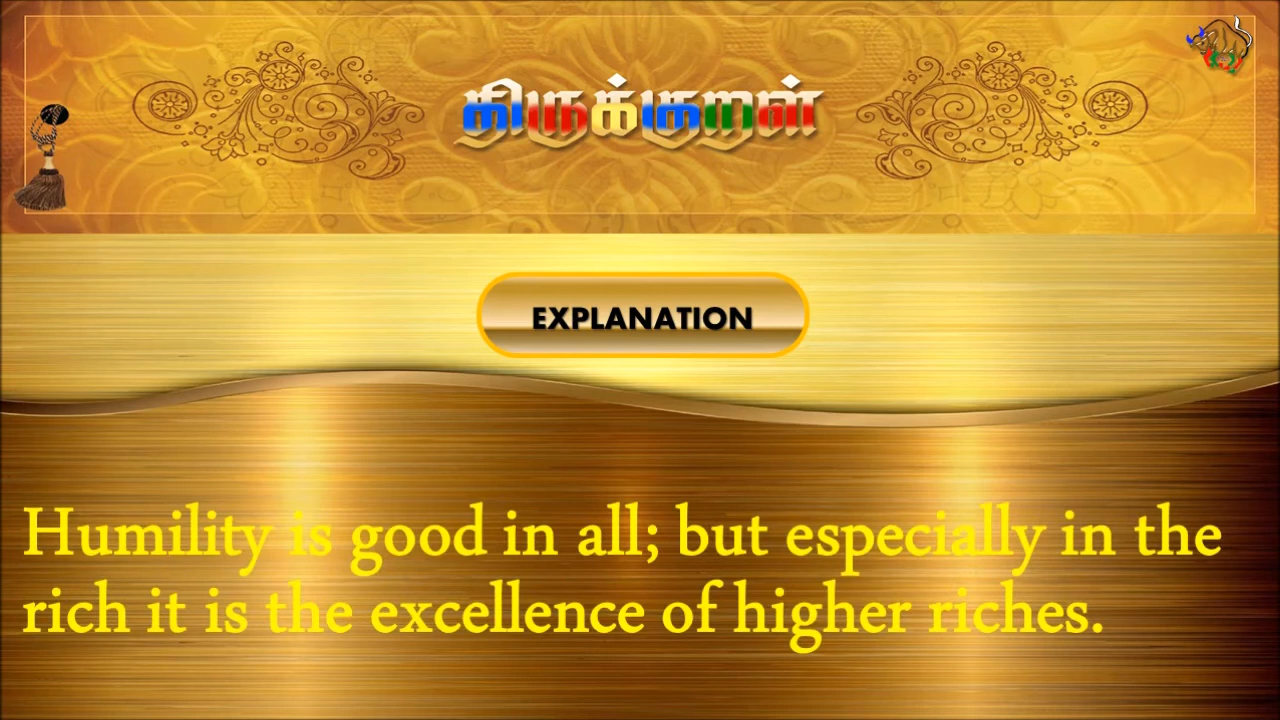 திருக்குறள்
EXPLANATION
Humility is good in all; but especially in the
rich it is the excellence of higher riches.